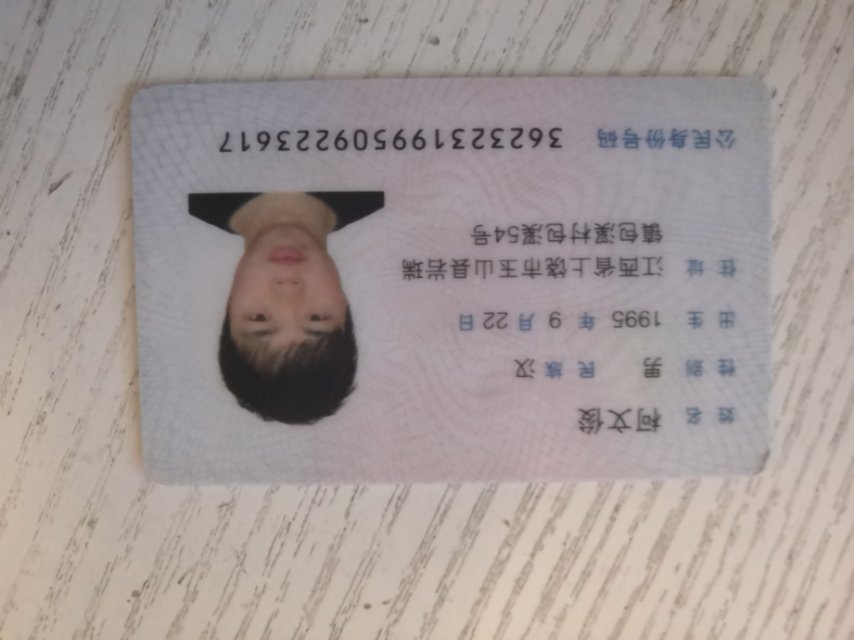 姓名 柯文俊
性别 男 民族 汉
出生 1995 年 9 月 22 日
住址 江西省上饶市玉山县岩瑞
镇包溪村包溪54号
公民身份号码 362323199509223617